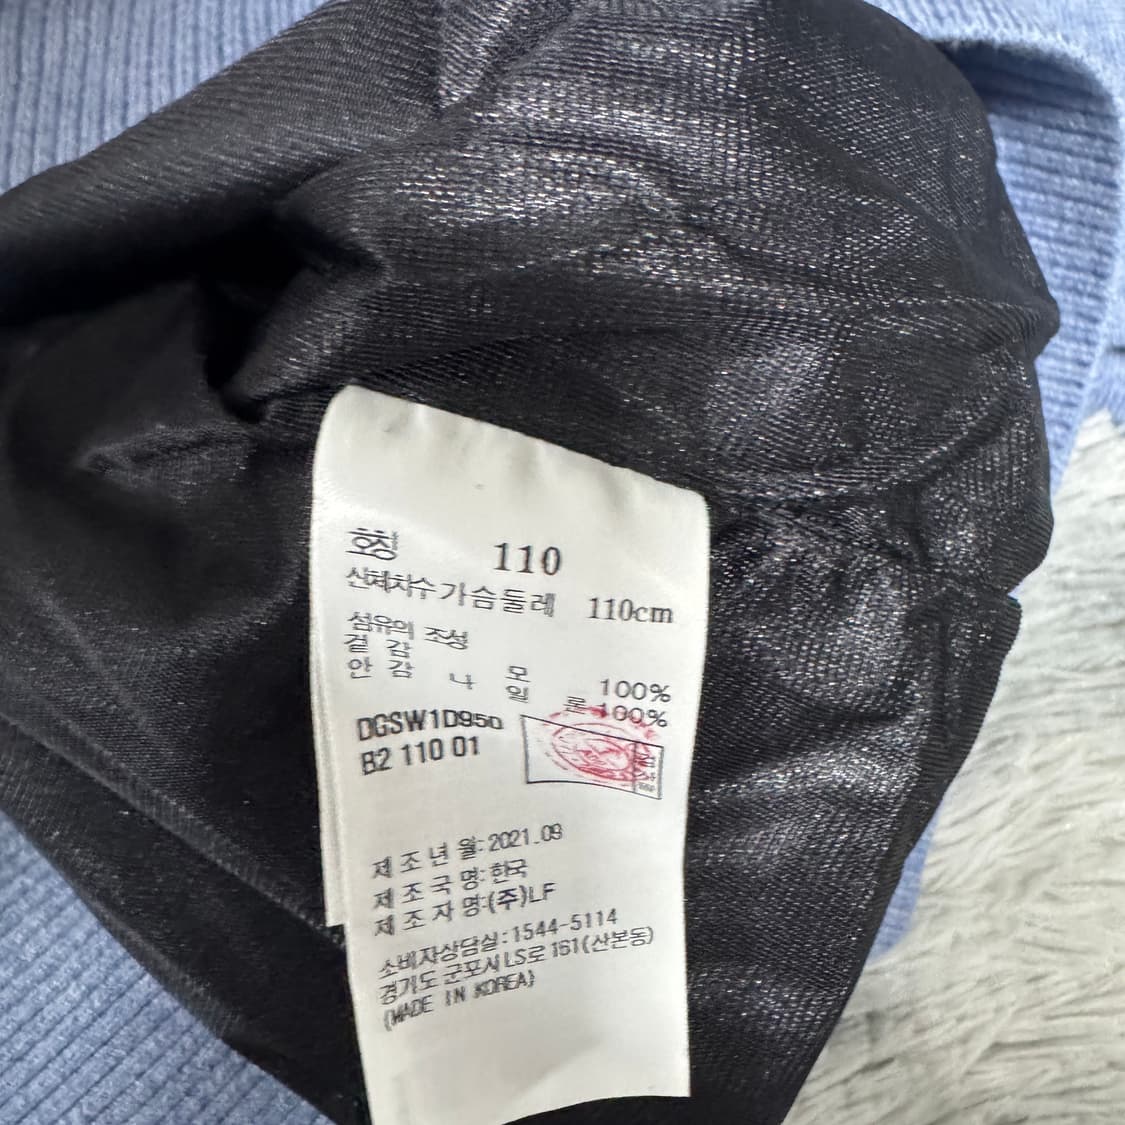 호칭 110
신체치수 가슴둘레 110cm
섬유의 조성
겉 감 모 100%
안 감 나 일 론 100%
DGSW1D950
B2 110 01
제 조 년 월: 2021.09
제 조 국 명: 한국
제 조 자 명: (주)LF
소비자상담실: 1544-5114
경기도 군포시 LS로 161(산본동)
(MADE IN KOREA)